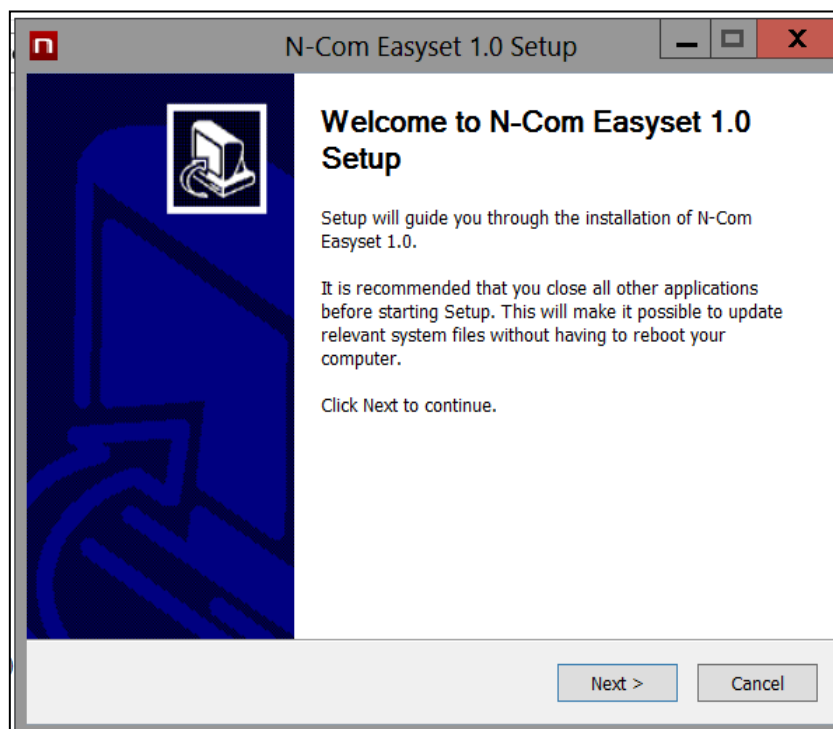 n
N-Com Easyset 1.0 Setup
X
Welcome to N-Com Easyset 1.0
Setup
Setup will guide you through the installation of N-Com
Easyset 1.0.
It is recommended that you close all other applications
before starting Setup. This will make it possible to update
relevant system files without having to reboot your
computer.
Click Next to continue.
Next > Cancel